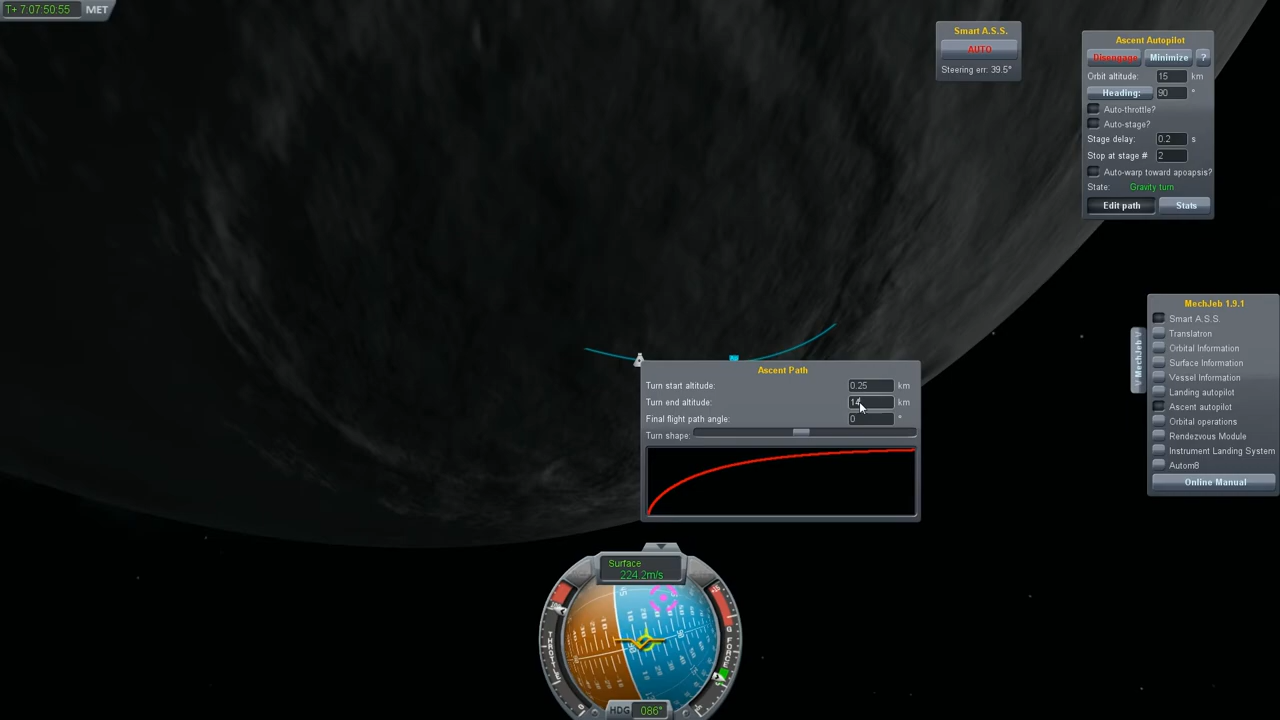 T+ 7:07:50:55 MET
Smart A.S.S.
AUTO
Steering err: 39.5°
Ascent Autopilot
Disengage Minimize ?
Orbit altitude: 15 km
Heading: 90 °
Auto-throttle?
Auto-stage?
Stage delay: 0.2 s
Stop at stage # 2
Auto-warp toward apoapsis?
State: Gravity turn
Edit path Stats
MechJeb 1.9.1
Smart A.S.S.
Translatron
Orbital Information
Surface Information
Vessel Information
Landing autopilot
Ascent autopilot
Orbital operations
Rendezvous Module
Instrument Landing System
Autom8
Online Manual
V MechJeb V
Ascent Path
Turn start altitude: 0.25 km
Turn end altitude: 14 km
Final flight path angle: 0 °
Turn shape:
Surface
224.2m/s
THROTTLE
G FORCE
HDG 086°